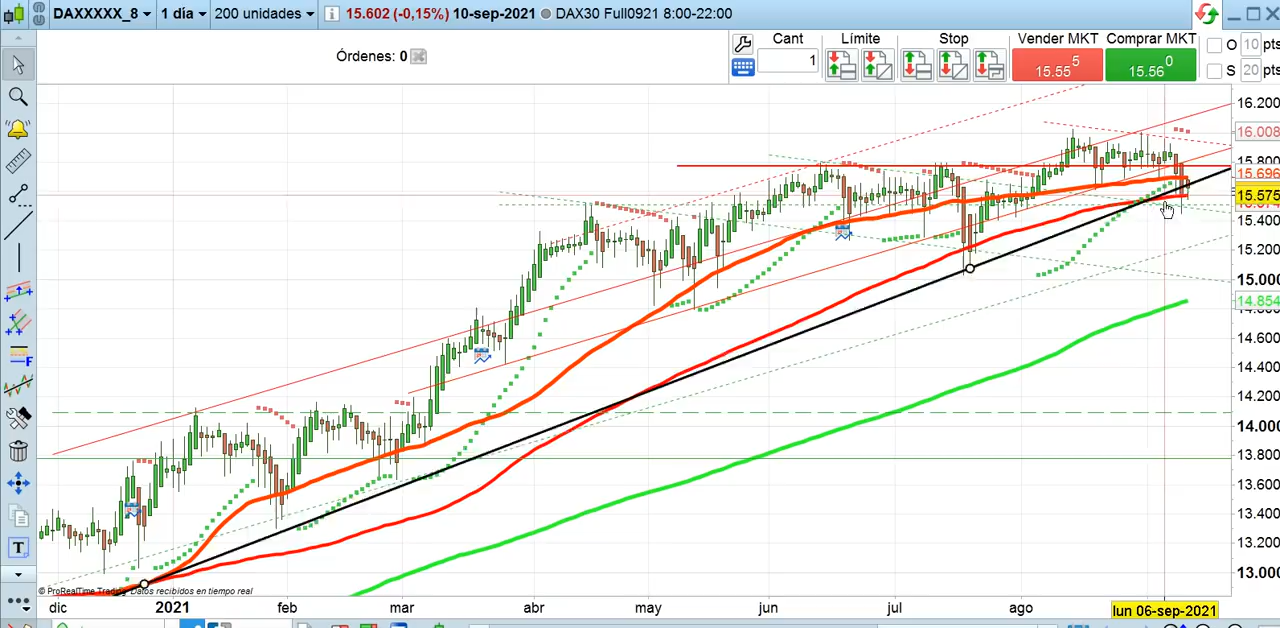 DAXXXXX_8 1 día 200 unidades i 15.602 (-0,15%) 10-sep-2021 DAX30 Full0921 8:00-22:00
Órdenes: 0
Cant Límite Stop Vender MKT Comprar MKT
1 15.55 5 15.56 0
O 10 pts
S 20 pts
16.200
16.008
15.800
15.696
15.575
15.400
15.200
15.000
14.854
14.600
14.400
14.200
14.000
13.800
13.600
13.400
13.200
13.000
F
T
© ProRealTime Trading Datos recibidos en tiempo real
dic 2021 feb mar abr may jun jul ago lun 06-sep-2021